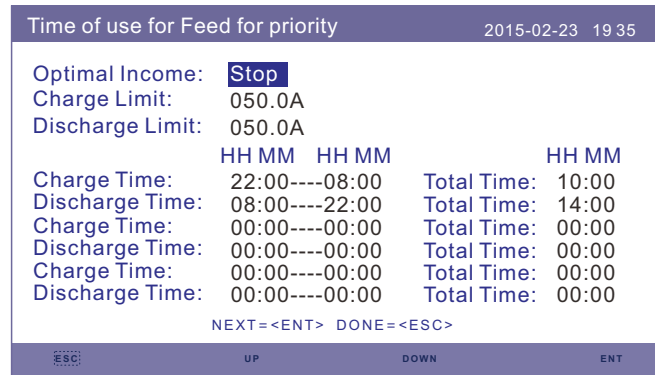 Time of use for Feed for priority 2015-02-23 19 35
Optimal Income: Stop
Charge Limit: 050.0A
Discharge Limit: 050.0A
HH MM HH MM HH MM
Charge Time: 22:00----08:00 Total Time: 10:00
Discharge Time: 08:00----22:00 Total Time: 14:00
Charge Time: 00:00----00:00 Total Time: 00:00
Discharge Time: 00:00----00:00 Total Time: 00:00
Charge Time: 00:00----00:00 Total Time: 00:00
Discharge Time: 00:00----00:00 Total Time: 00:00
NEXT=<ENT> DONE=<ESC>
ESC UP DOWN ENT